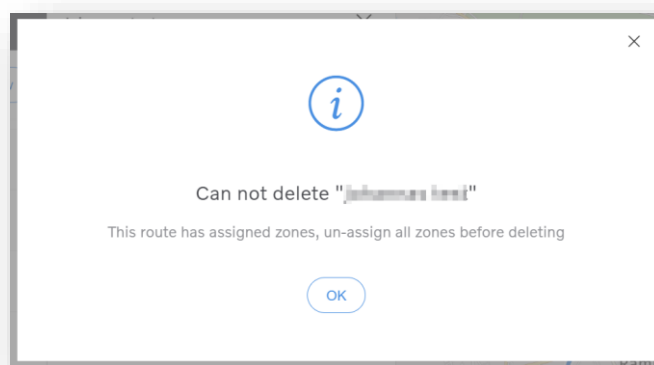 Can not delete ""
This route has assigned zones, un-assign all zones before deleting
OK